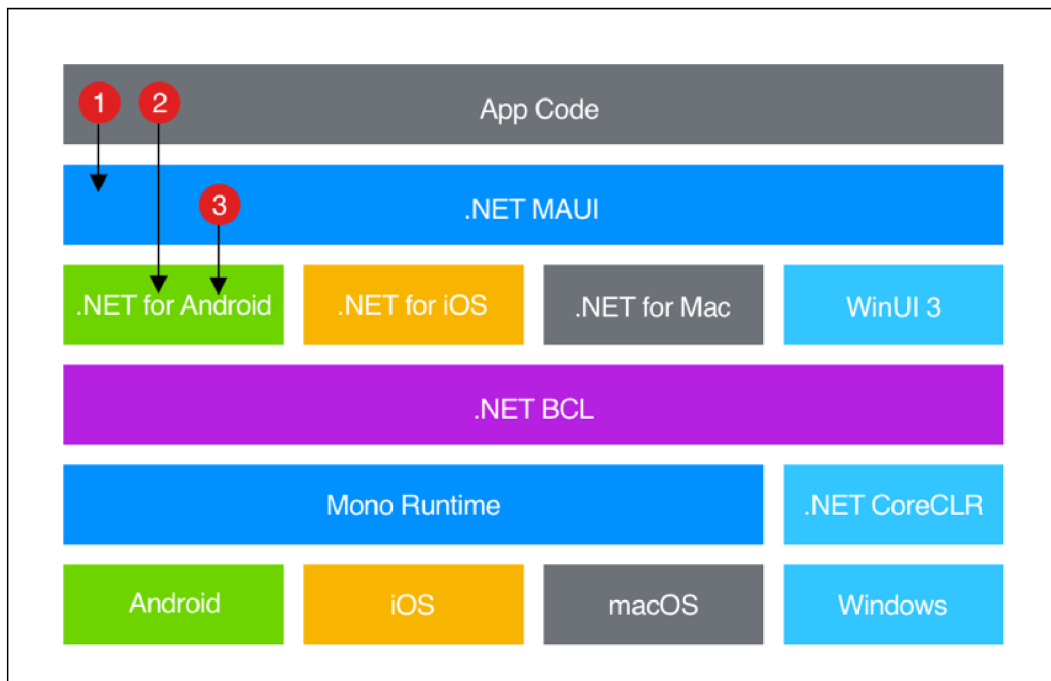 1
2
App Code
.NET MAUI
3
.NET for Android
.NET for iOS
.NET for Mac
WinUI 3
.NET BCL
Mono Runtime
.NET CoreCLR
Android
iOS
macOS
Windows